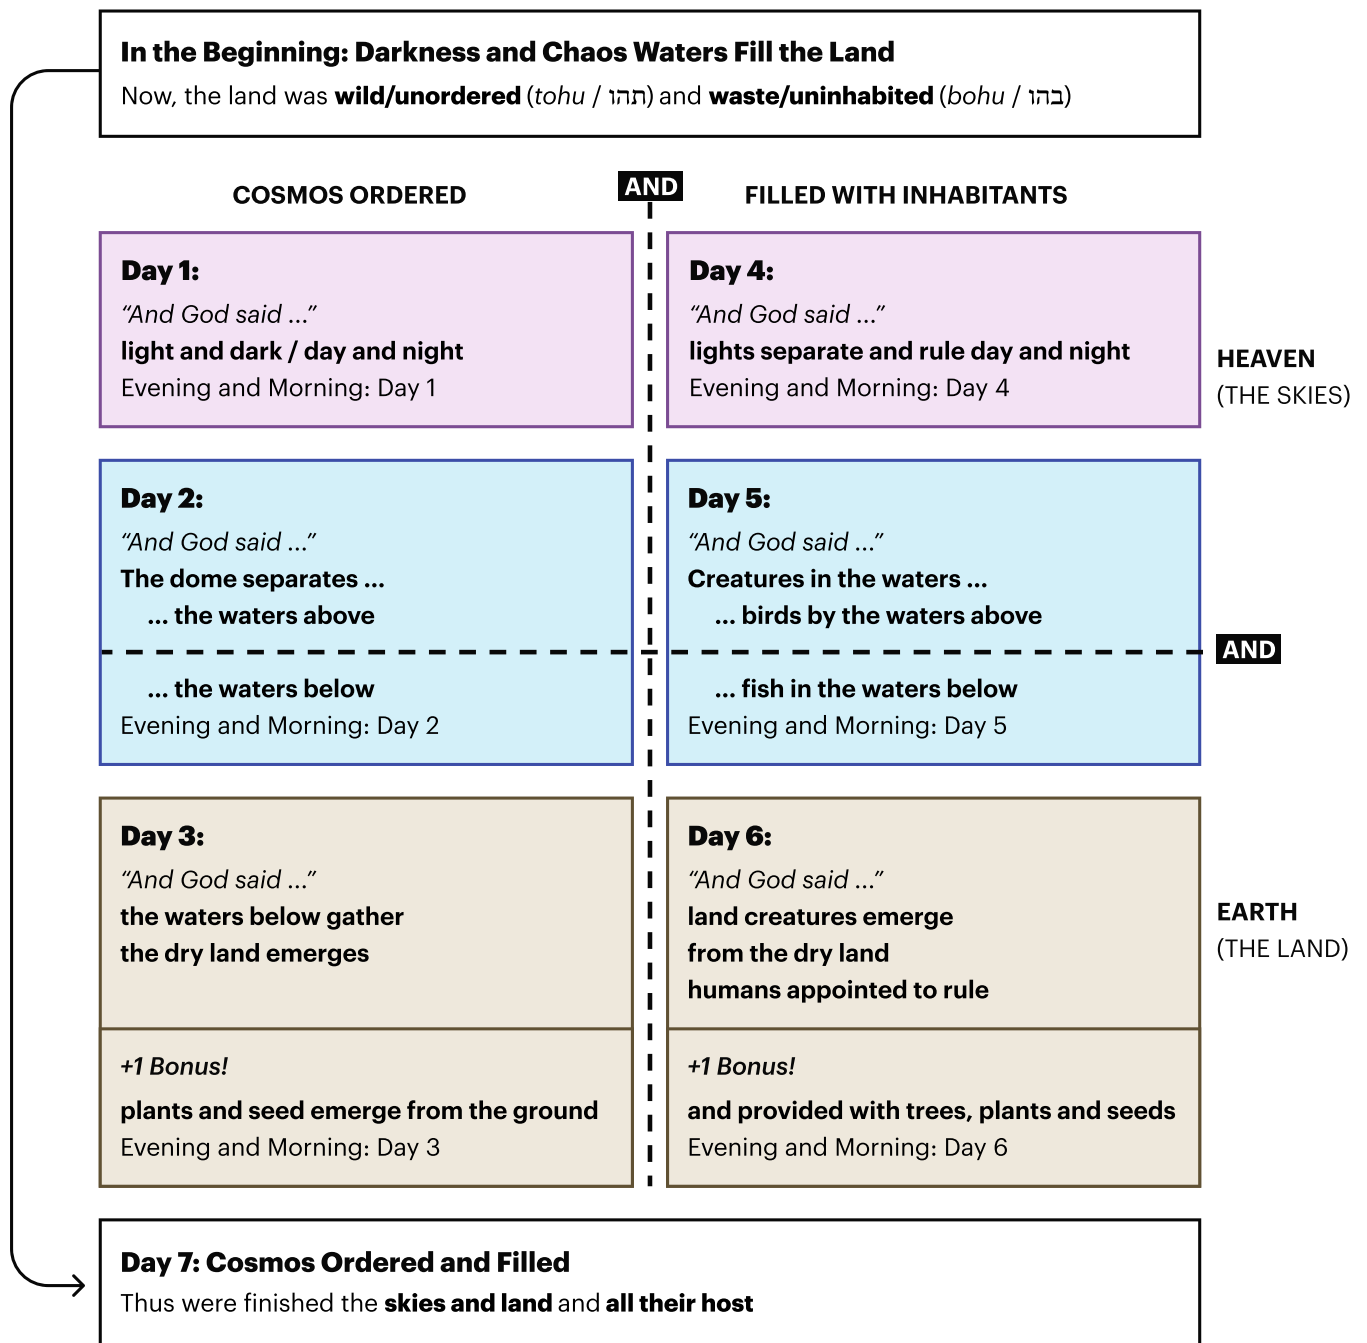 In the Beginning: Darkness and Chaos Waters Fill the Land
Now, the land was wild/unordered (tohu / תהו) and waste/uninhabited (bohu / בהו)
COSMOS ORDERED
AND
FILLED WITH INHABITANTS
Day 1:
“And God said ...”
light and dark / day and night
Evening and Morning: Day 1
Day 4:
“And God said ...”
lights separate and rule day and night
Evening and Morning: Day 4
HEAVEN
(THE SKIES)
Day 2:
“And God said ...”
The dome separates ...
... the waters above
... the waters below
Evening and Morning: Day 2
Day 5:
“And God said ...”
Creatures in the waters ...
... birds by the waters above
... fish in the waters below
Evening and Morning: Day 5
AND
Day 3:
“And God said ...”
the waters below gather
the dry land emerges
+1 Bonus!
plants and seed emerge from the ground
Evening and Morning: Day 3
Day 6:
“And God said ...”
land creatures emerge
from the dry land
humans appointed to rule
+1 Bonus!
and provided with trees, plants and seeds
Evening and Morning: Day 6
EARTH
(THE LAND)
Day 7: Cosmos Ordered and Filled
Thus were finished the skies and land and all their host